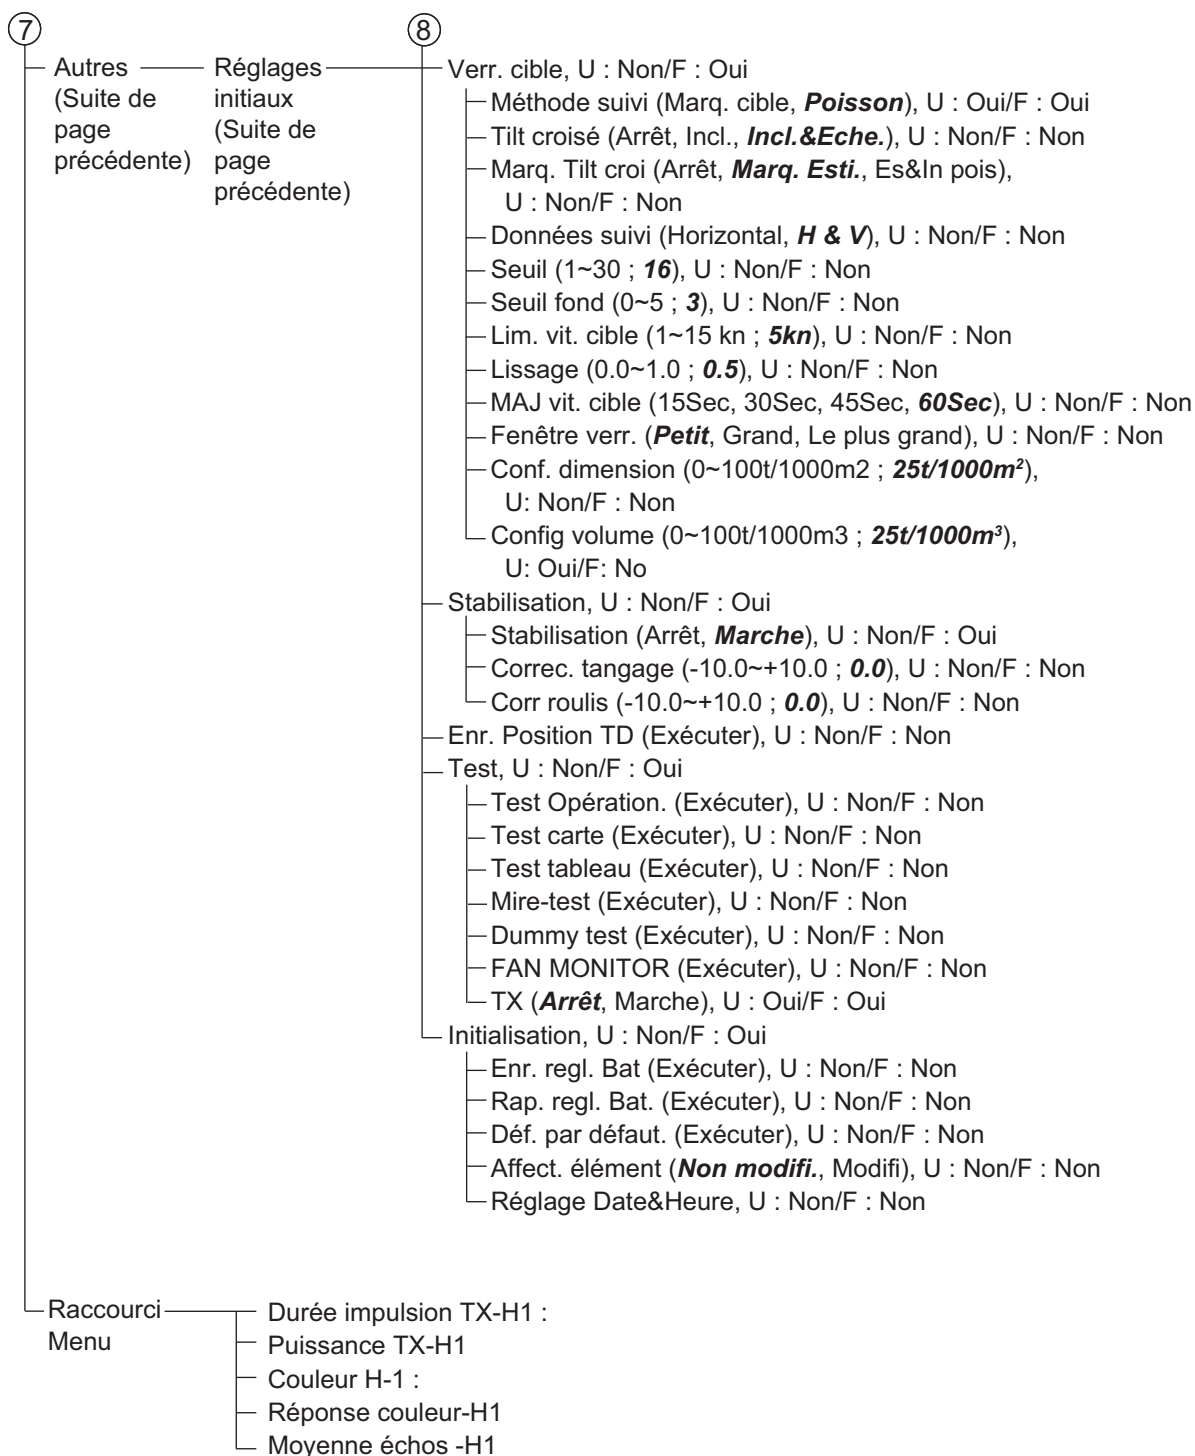 7
8
Autres
(Suite de
page
précédente)
Réglages
initiaux
(Suite de
page
précédente)
Verr. cible, U : Non/F : Oui
Méthode suivi (Marq. cible, Poisson), U : Oui/F : Oui
Tilt croisé (Arrêt, Incl., Incl.&Eche.), U : Non/F : Non
Marq. Tilt croi (Arrêt, Marq. Esti., Es&In pois),
U : Non/F : Non
Données suivi (Horizontal, H & V), U : Non/F : Non
Seuil (1~30 ; 16), U : Non/F : Non
Seuil fond (0~5 ; 3), U : Non/F : Non
Lim. vit. cible (1~15 kn ; 5kn), U : Non/F : Non
Lissage (0.0~1.0 ; 0.5), U : Non/F : Non
MAJ vit. cible (15Sec, 30Sec, 45Sec, 60Sec), U : Non/F : Non
Fenêtre verr. (Petit, Grand, Le plus grand), U : Non/F : Non
Conf. dimension (0~100t/1000m2 ; 25t/1000m²),
U: Non/F : Non
Config volume (0~100t/1000m3 ; 25t/1000m³),
U: Oui/F: No
Stabilisation, U : Non/F : Oui
Stabilisation (Arrêt, Marche), U : Non/F : Oui
Correc. tangage (-10.0~+10.0 ; 0.0), U : Non/F : Non
Corr roulis (-10.0~+10.0 ; 0.0), U : Non/F : Non
Enr. Position TD (Exécuter), U : Non/F : Non
Test, U : Non/F : Oui
Test Opération. (Exécuter), U : Non/F : Non
Test carte (Exécuter), U : Non/F : Non
Test tableau (Exécuter), U : Non/F : Non
Mire-test (Exécuter), U : Non/F : Non
Dummy test (Exécuter), U : Non/F : Non
FAN MONITOR (Exécuter), U : Non/F : Non
TX (Arrêt, Marche), U : Oui/F : Oui
Initialisation, U : Non/F : Oui
Enr. regl. Bat (Exécuter), U : Non/F : Non
Rap. regl. Bat. (Exécuter), U : Non/F : Non
Déf. par défaut. (Exécuter), U : Non/F : Non
Affect. élément (Non modifi., Modifi), U : Non/F : Non
Réglage Date&Heure, U : Non/F : Non
Raccourci
Menu
Durée impulsion TX-H1 :
Puissance TX-H1
Couleur H-1 :
Réponse couleur-H1
Moyenne échos -H1